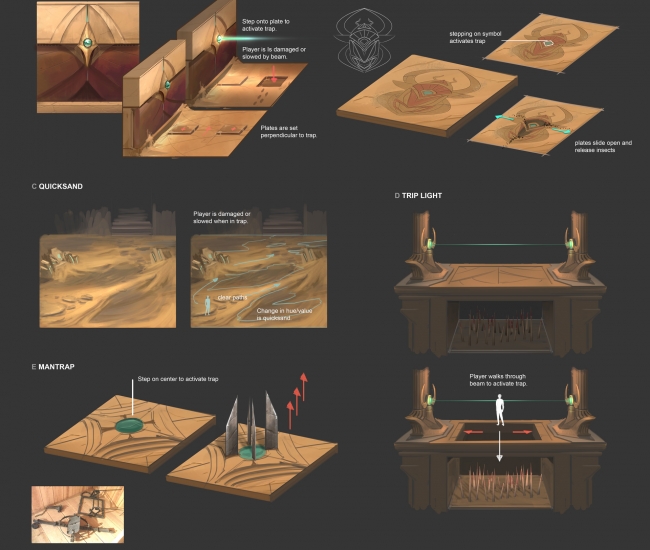 Step onto plate to
activate trap.
Player is Is damaged or
slowed by beam.
Plates are set
perpendicular to trap.
stepping on symbol
activates trap
plates slide open and
release insects
C QUICKSAND
Player is damaged or
slowed when in trap.
clear paths
Change in hue/value
is quicksand.
D TRIP LIGHT
Player walks through
beam to activate trap.
E MANTRAP
Step on center to activate trap